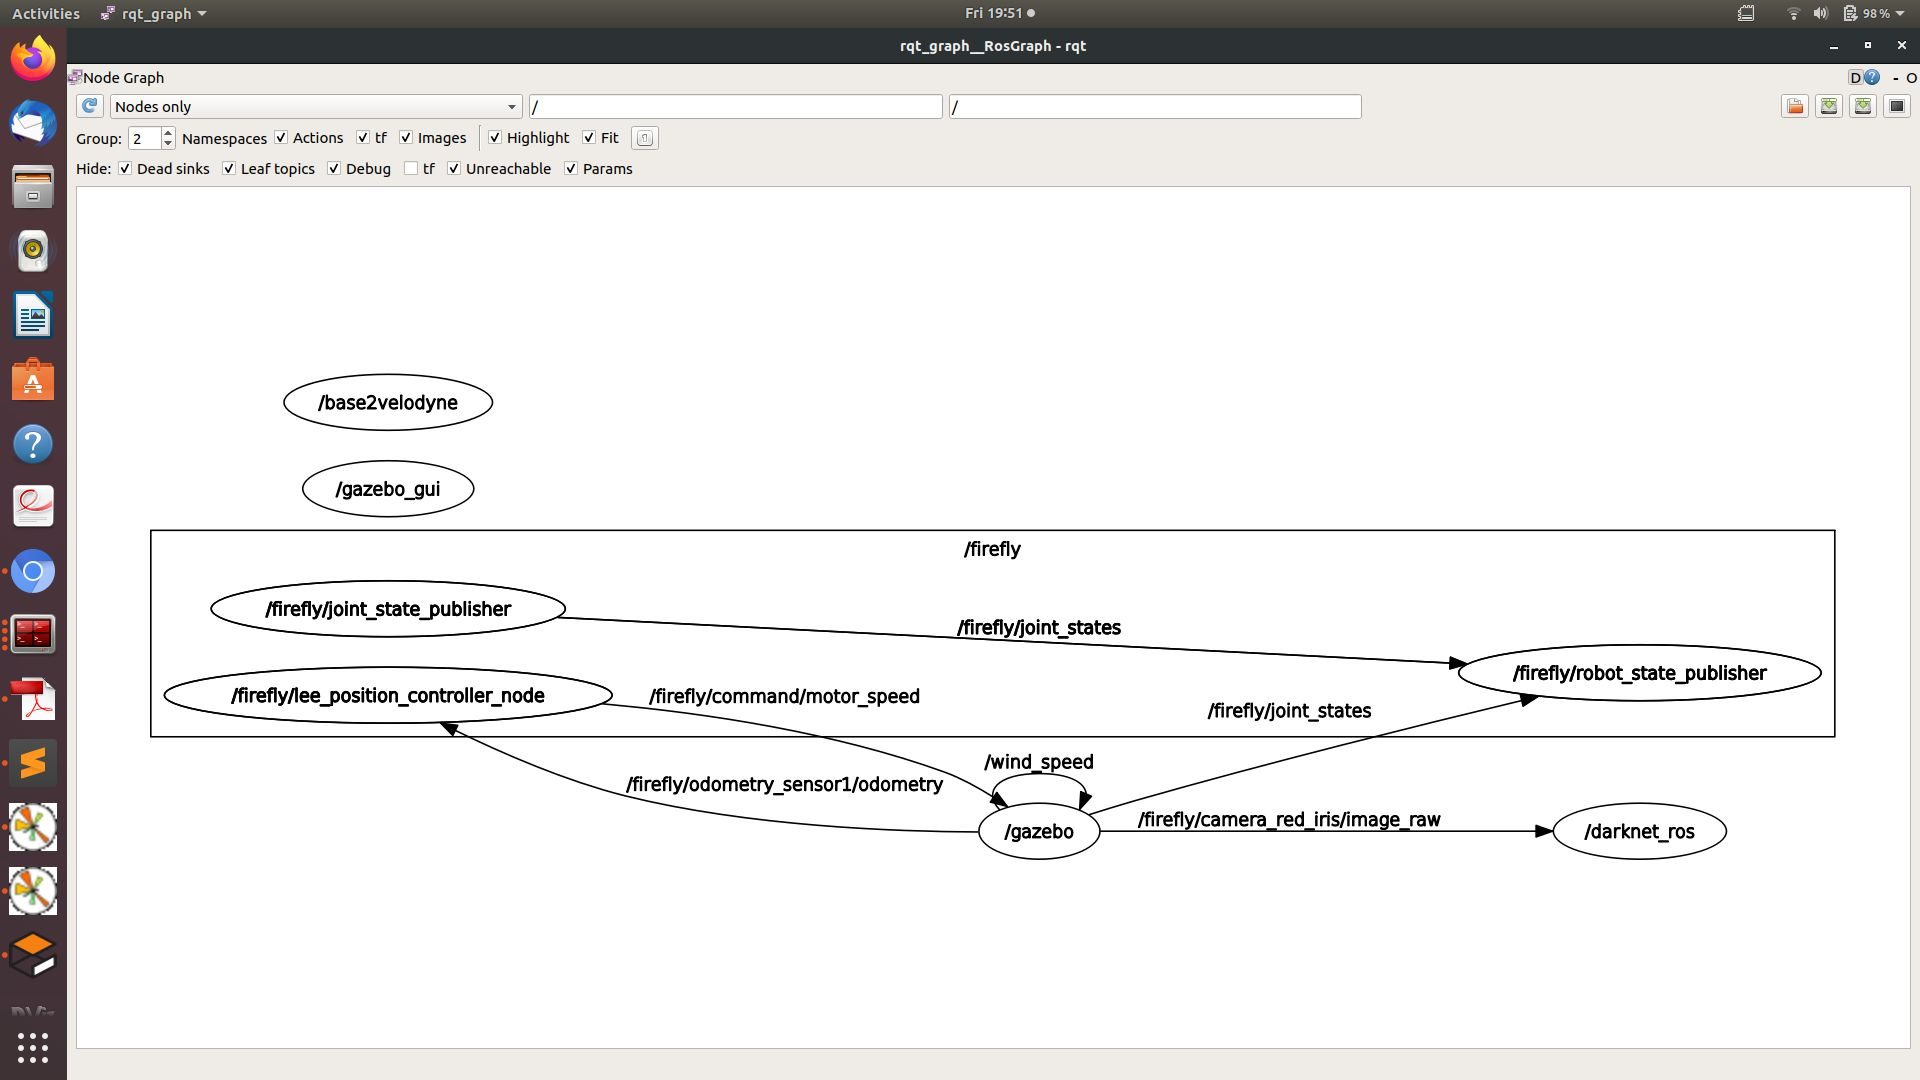 Activities rqt_graph Fri 19:51 98%
rqt_graph__RosGraph - rqt
Node Graph D - O
Nodes only / /
Group: 2 Namespaces Actions tf Images Highlight Fit
Hide: Dead sinks Leaf topics Debug tf Unreachable Params
/base2velodyne
/gazebo_gui
/firefly
/firefly/joint_state_publisher
/firefly/joint_states
/firefly/robot_state_publisher
/firefly/lee_position_controller_node
/firefly/command/motor_speed
/firefly/joint_states
/wind_speed
/firefly/odometry_sensor1/odometry
/firefly/camera_red_iris/image_raw
/gazebo
/darknet_ros